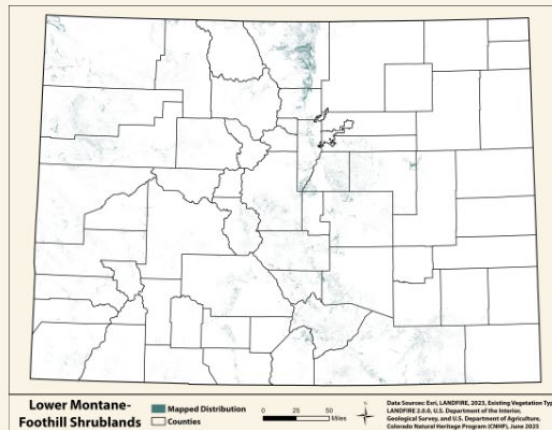 Lower Montane-
Foothill Shrublands
Mapped Distribution
Counties
0 25 50
Miles
N
Data Sources: Esri, LANDFIRE, 2023, Existing Vegetation Typ
LANDFIRE 2.0.0, U.S. Department of the Interior,
Geological Survey, and U.S. Department of Agriculture,
Colorado Natural Heritage Program (CNHP), June 2025